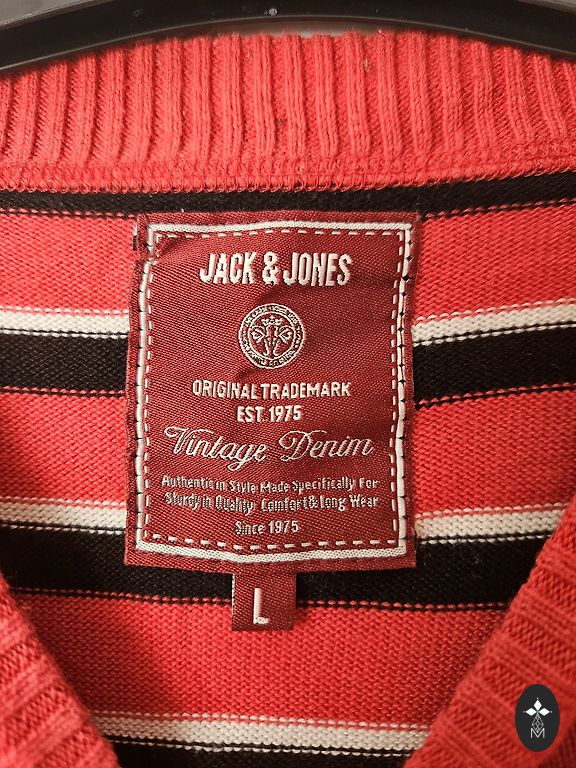 JACK & JONES
ORIGINAL TRADEMARK
EST. 1975
Vintage Denim
Authentic in Style Made Specifically For
Sturdy in Quality Comfort & Long Wear
Since 1975
L